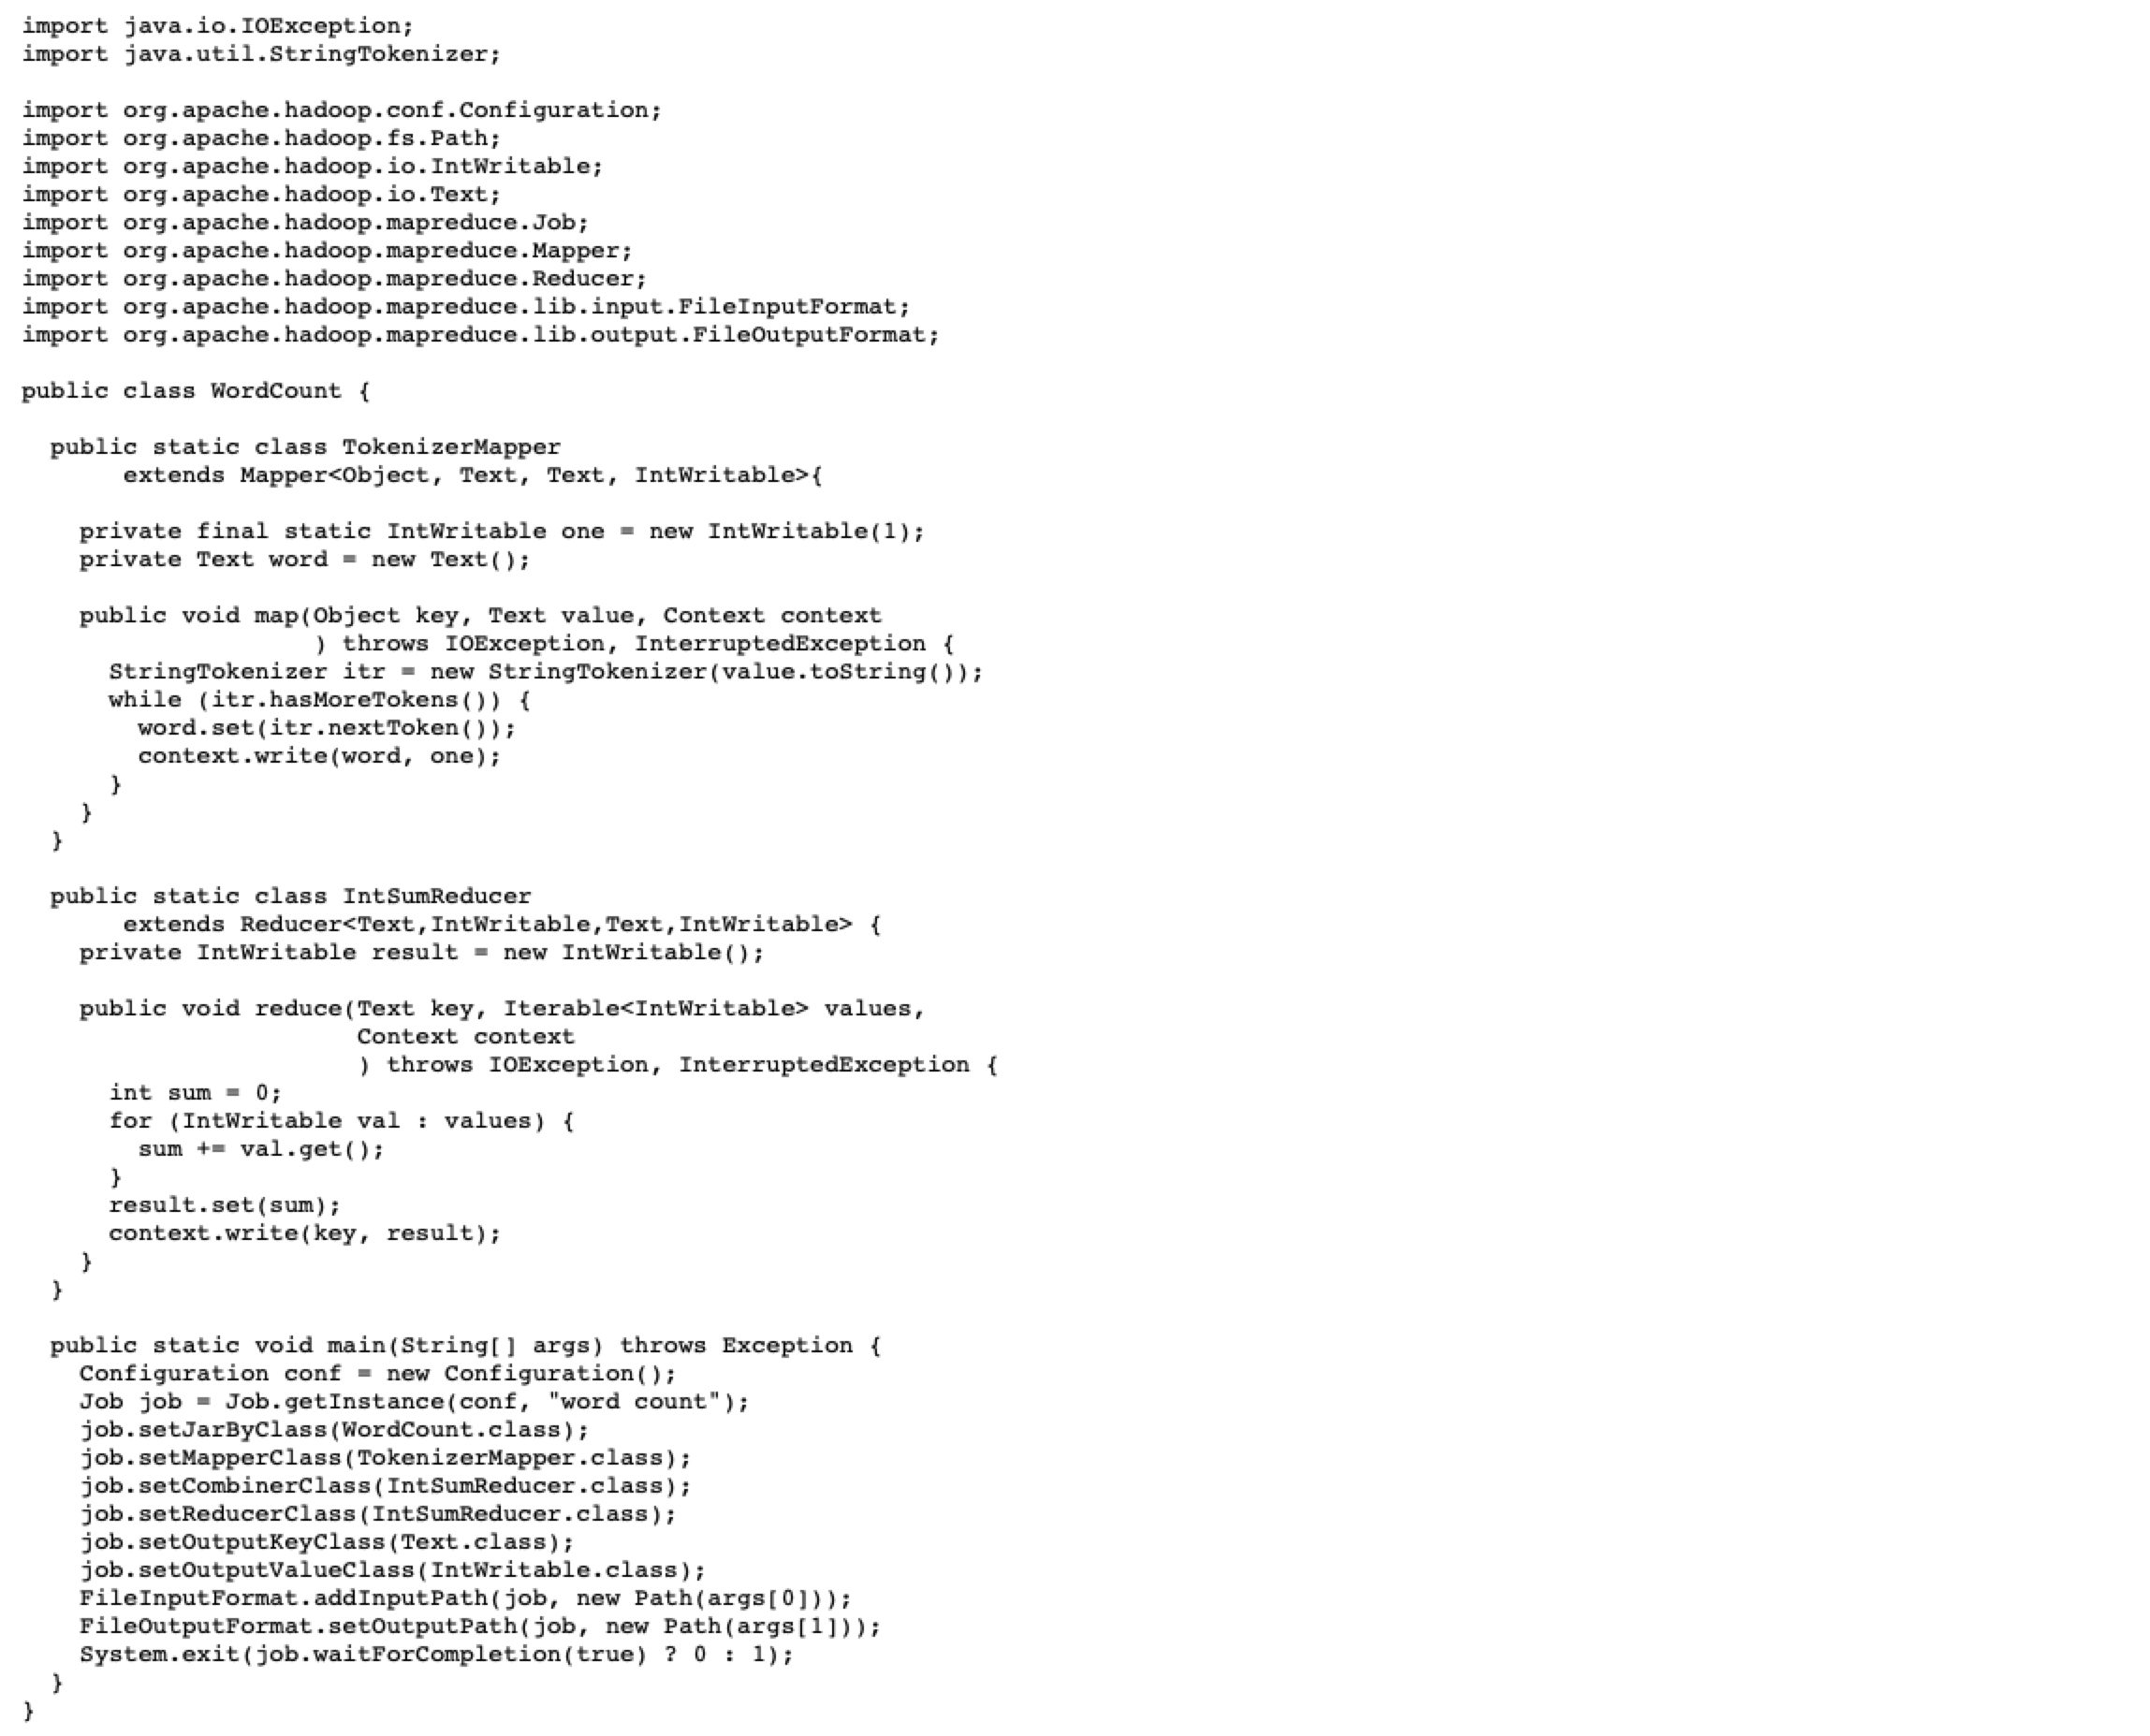 import java.io.IOException;
import java.util.StringTokenizer;

import org.apache.hadoop.conf.Configuration;
import org.apache.hadoop.fs.Path;
import org.apache.hadoop.io.IntWritable;
import org.apache.hadoop.io.Text;
import org.apache.hadoop.mapreduce.Job;
import org.apache.hadoop.mapreduce.Mapper;
import org.apache.hadoop.mapreduce.Reducer;
import org.apache.hadoop.mapreduce.lib.input.FileInputFormat;
import org.apache.hadoop.mapreduce.lib.output.FileOutputFormat;

public class WordCount {

  public static class TokenizerMapper
       extends Mapper<Object, Text, Text, IntWritable>{

    private final static IntWritable one = new IntWritable(1);
    private Text word = new Text();

    public void map(Object key, Text value, Context context
                    ) throws IOException, InterruptedException {
      StringTokenizer itr = new StringTokenizer(value.toString());
      while (itr.hasMoreTokens()) {
        word.set(itr.nextToken());
        context.write(word, one);
      }
    }
  }

  public static class IntSumReducer
       extends Reducer<Text,IntWritable,Text,IntWritable> {
    private IntWritable result = new IntWritable();

    public void reduce(Text key, Iterable<IntWritable> values,
                       Context context
                       ) throws IOException, InterruptedException {
      int sum = 0;
      for (IntWritable val : values) {
        sum += val.get();
      }
      result.set(sum);
      context.write(key, result);
    }
  }

  public static void main(String[] args) throws Exception {
    Configuration conf = new Configuration();
    Job job = Job.getInstance(conf, "word count");
    job.setJarByClass(WordCount.class);
    job.setMapperClass(TokenizerMapper.class);
    job.setCombinerClass(IntSumReducer.class);
    job.setReducerClass(IntSumReducer.class);
    job.setOutputKeyClass(Text.class);
    job.setOutputValueClass(IntWritable.class);
    FileInputFormat.addInputPath(job, new Path(args[0]));
    FileOutputFormat.setOutputPath(job, new Path(args[1]));
    System.exit(job.waitForCompletion(true) ? 0 : 1);
  }
}